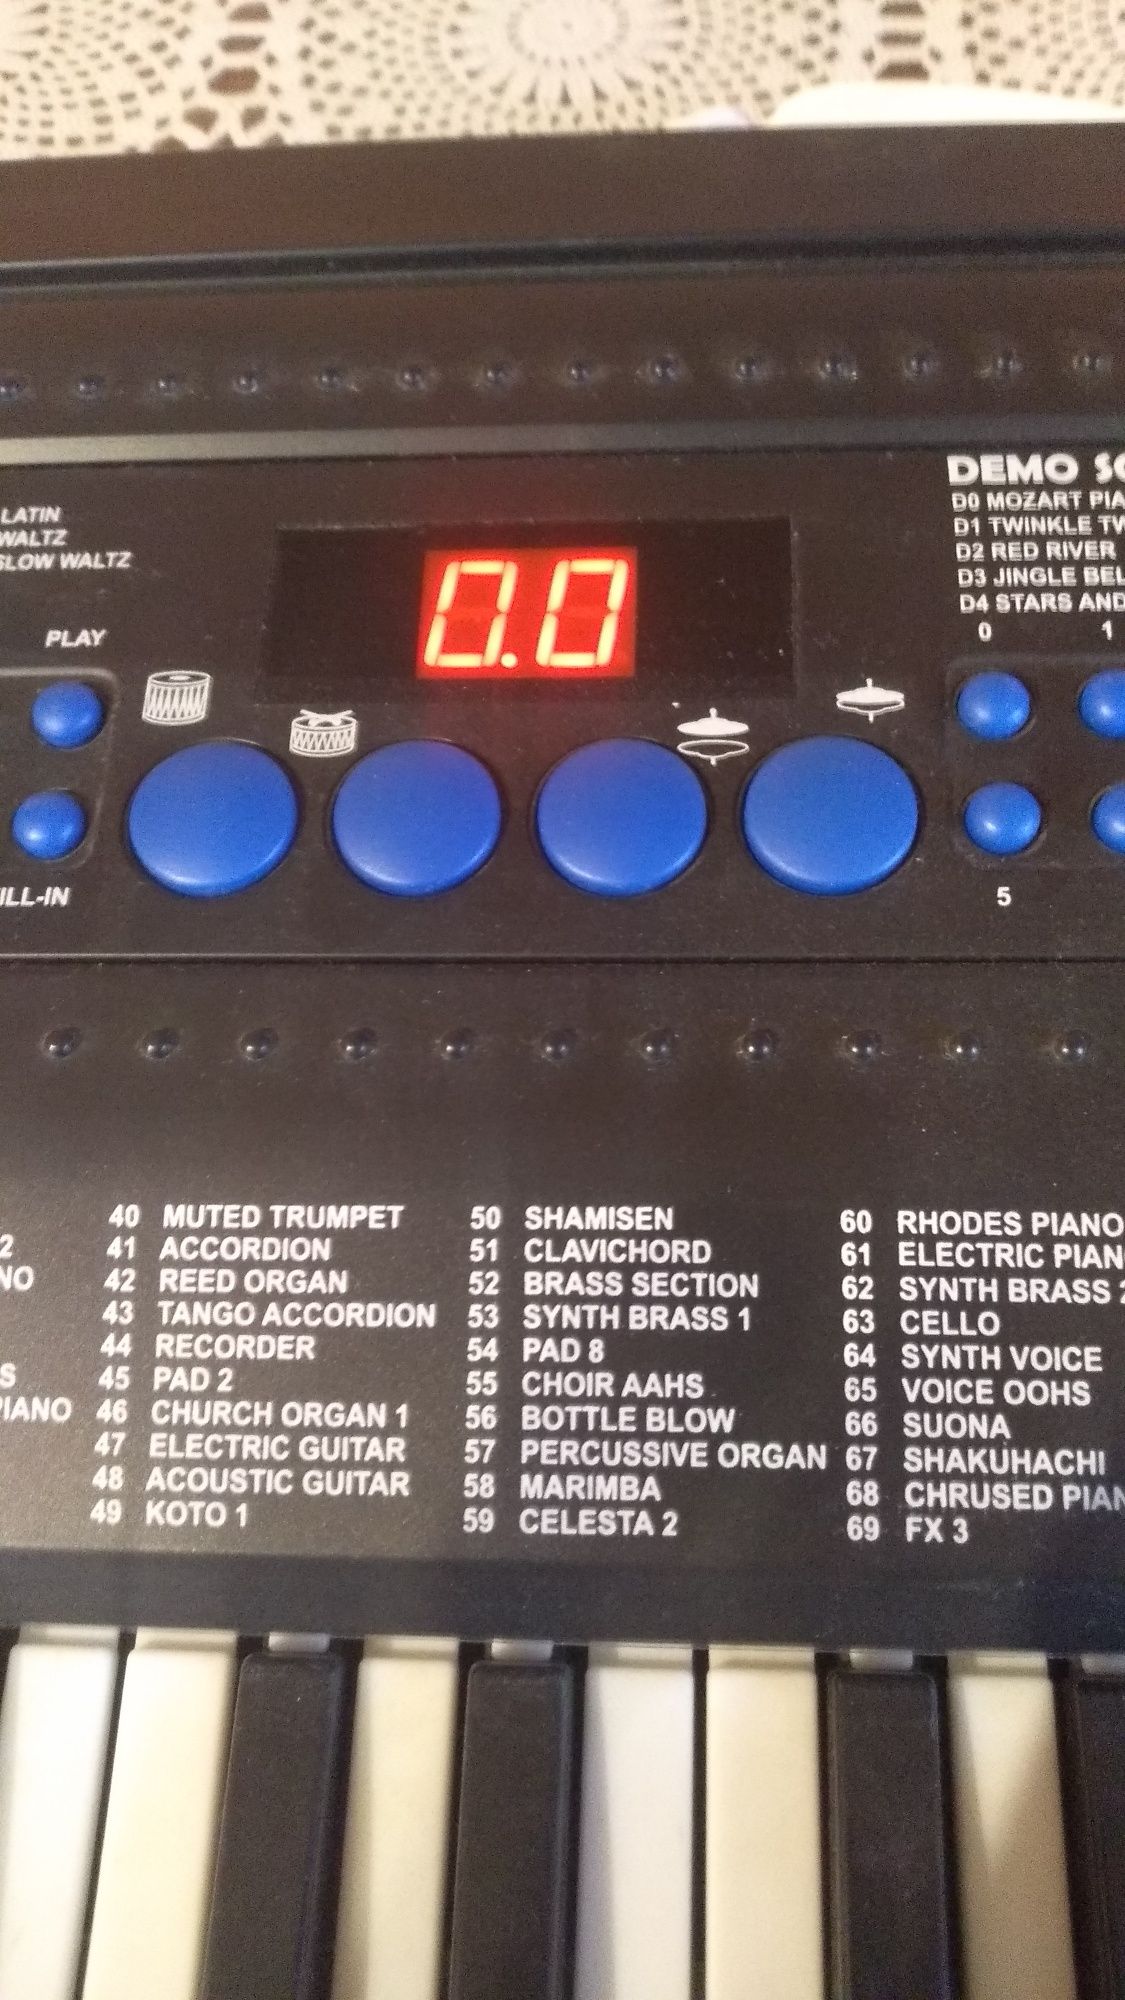 DEMO
LATIN
WALTZ
SLOW WALTZ
D0 MOZART
D1 TWINKLE
D2 RED RIVER
D3 JINGLE
D4 STARS AND
0 1
PLAY
0.0
5
40 MUTED TRUMPET
41 ACCORDION
42 REED ORGAN
43 TANGO ACCORDION
44 RECORDER
45 PAD 2
46 CHURCH ORGAN 1
47 ELECTRIC GUITAR
48 ACOUSTIC GUITAR
49 KOTO 1
50 SHAMISEN
51 CLAVICHORD
52 BRASS SECTION
53 SYNTH BRASS 1
54 PAD 8
55 CHOIR AAHS
56 BOTTLE BLOW
57 PERCUSSIVE ORGAN
58 MARIMBA
59 CELESTA 2
60 RHODES PIANO
61 ELECTRIC
62 SYNTH BRASS 2
63 CELLO
64 SYNTH VOICE
65 VOICE OOHS
66 SUONA
67 SHAKUHACHI
68 CHRUSED
69 FX 3